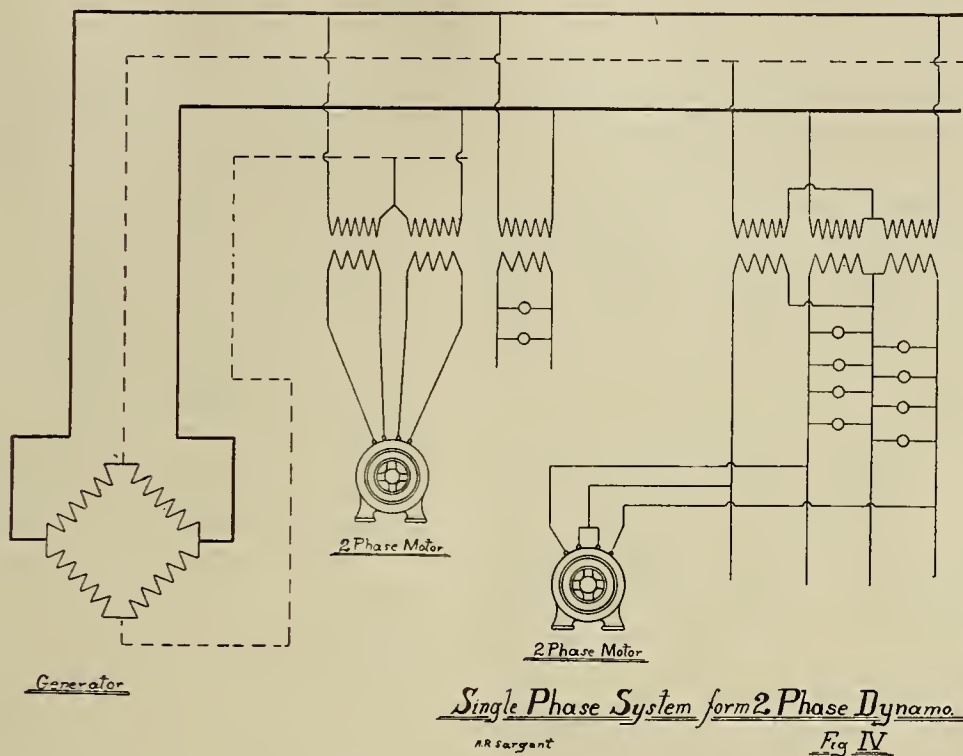 2 Phase Motor
2 Phase Motor
Generator
Single Phase System form 2 Phase Dynamo.
A.R Sargent
Fig IV